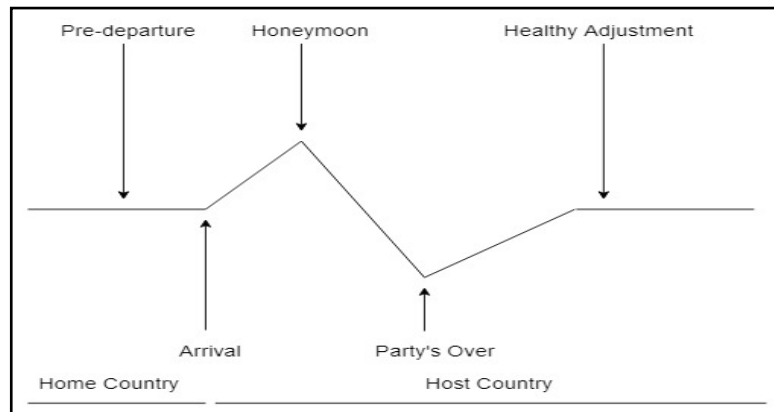 Pre-departure
Honeymoon
Healthy Adjustment
Arrival
Party's Over
Home Country
Host Country